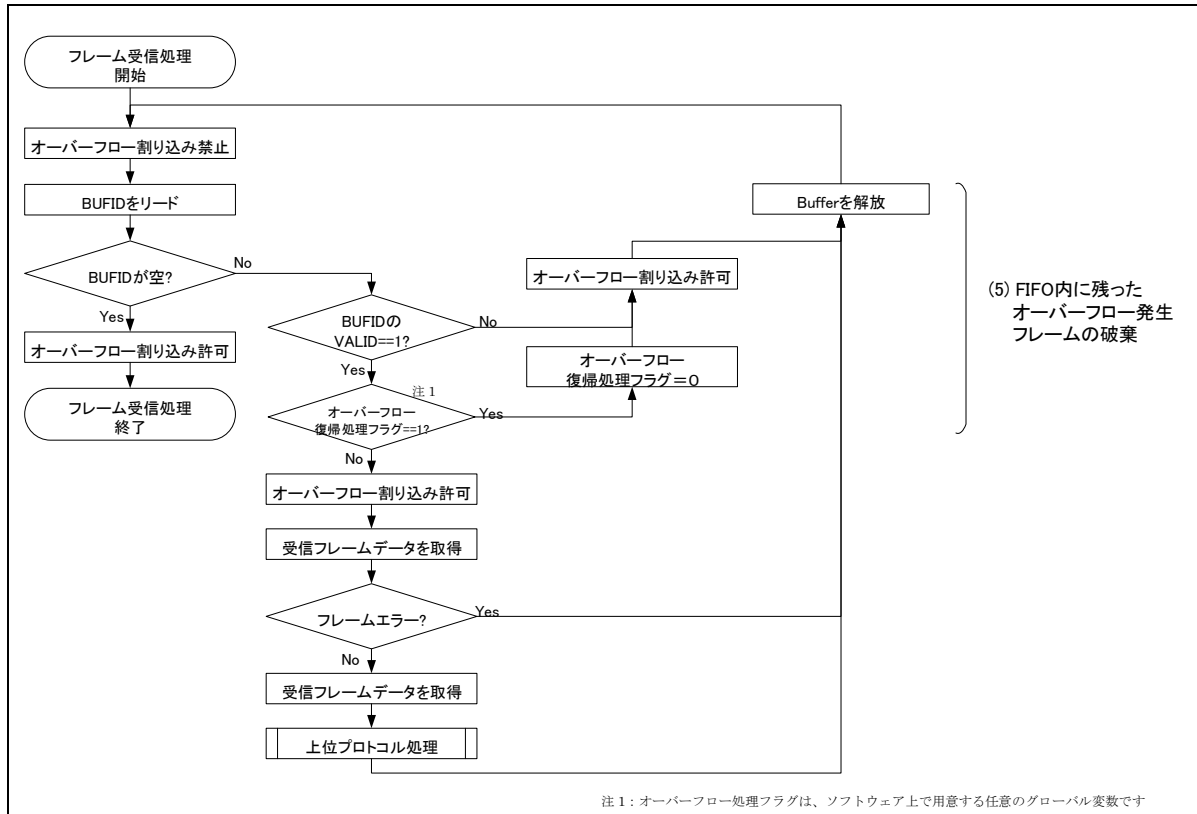 フレーム受信処理
開始
オーバーフロー割り込み禁止
BUFIDをリード
BUFIDが空?
No
Yes
オーバーフロー割り込み許可
フレーム受信処理
終了
BUFIDの
VALID==1?
No
Yes
注 1
オーバーフロー
復帰処理フラグ==1?
Yes
No
オーバーフロー割り込み許可
オーバーフロー
復帰処理フラグ=0
Bufferを解放
オーバーフロー割り込み許可
受信フレームデータを取得
フレームエラー?
Yes
No
受信フレームデータを取得
上位プロトコル処理
(5) FIFO内に残った
オーバーフロー発生
フレームの破棄
注 1:オーバーフロー処理フラグは、ソフトウェア上で用意する任意のグローバル変数です